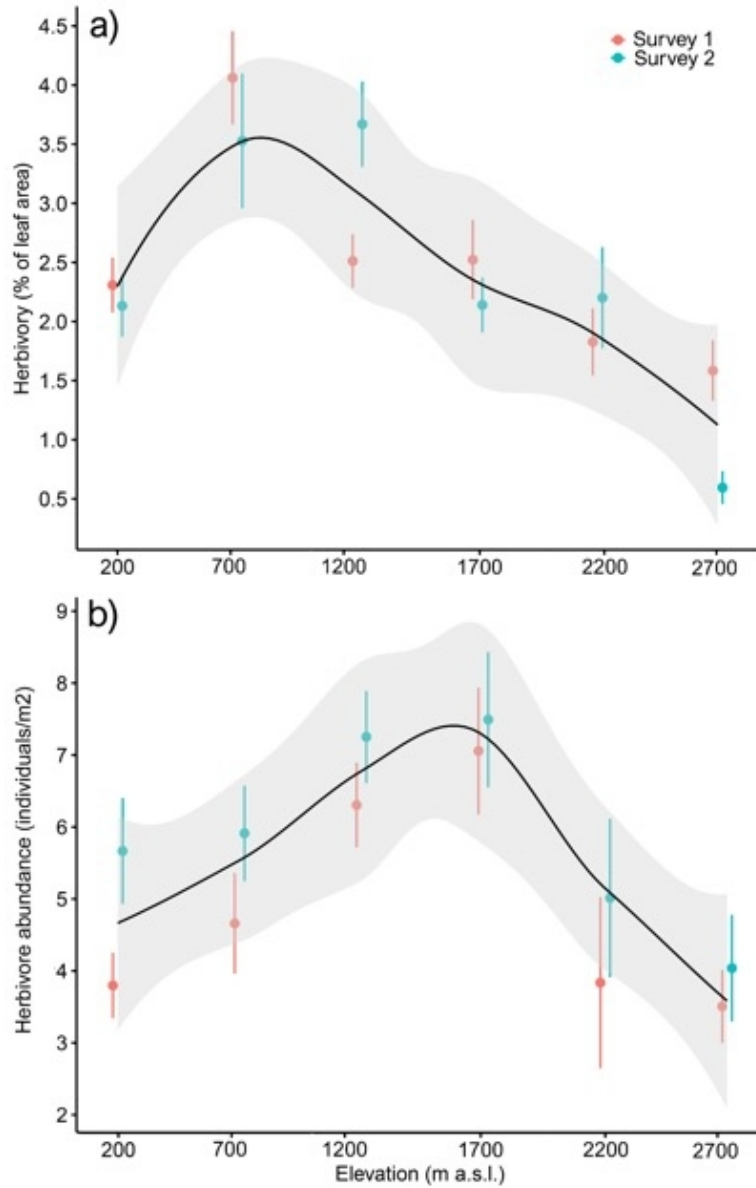 a)
Survey 1
Survey 2
4.5
4.0
3.5
3.0
2.5
2.0
1.5
1.0
0.5
Herbivory (% of leaf area)
200 700 1200 1700 2200 2700
b)
9
8
7
6
5
4
3
2
Herbivore abundance (individuals/m2)
200 700 1200 1700 2200 2700
Elevation (m a.s.l.)